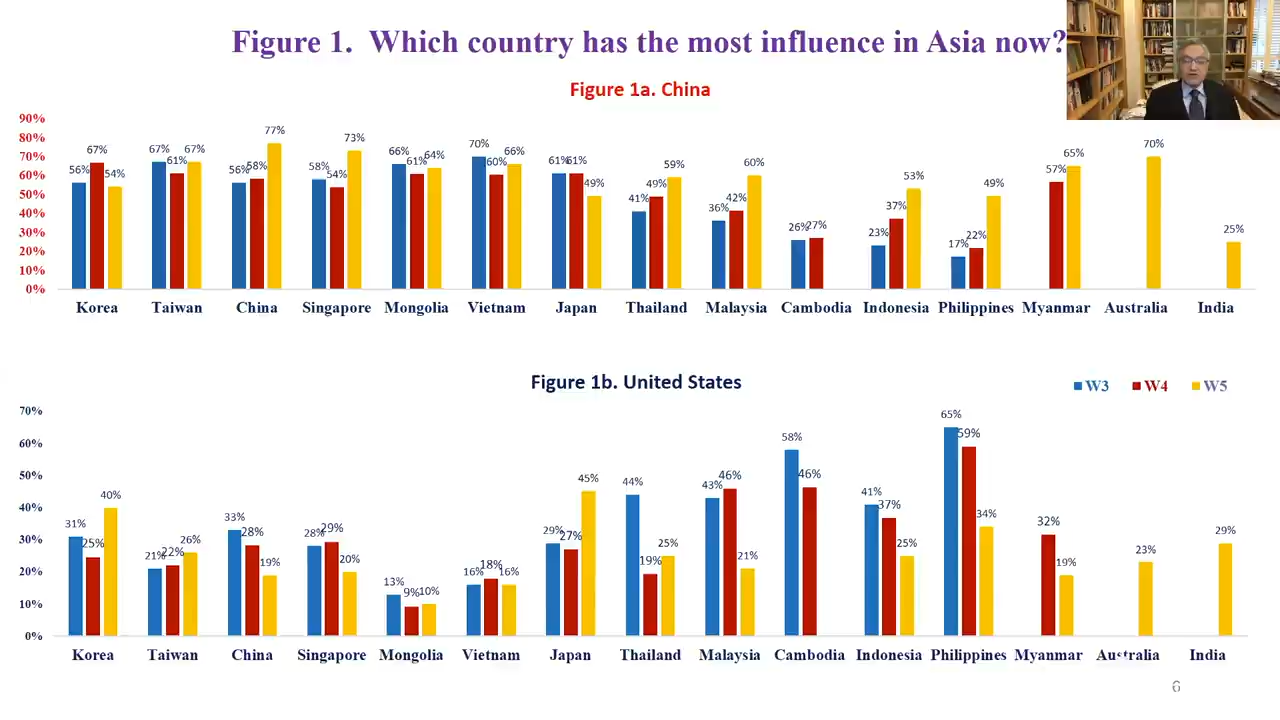 Figure 1. Which country has the most influence in Asia now?
Figure 1a. China
90%
80%
70%
60%
50%
40%
30%
20%
10%
0%
56% 67% 54% 67% 61% 67% 56% 58% 77% 58% 54% 73% 66% 61% 64% 70% 60% 66% 61% 61% 49% 41% 49% 59% 36% 42% 60% 26% 27% 23% 37% 53% 17% 22% 49% 57% 65% 70% 25%
Korea Taiwan China Singapore Mongolia Vietnam Japan Thailand Malaysia Cambodia Indonesia Philippines Myanmar Australia India
Figure 1b. United States
W3 W4 W5
70%
60%
50%
40%
30%
20%
10%
0%
31% 25% 40% 21% 22% 26% 33% 28% 19% 28% 29% 20% 13% 9% 10% 16% 18% 16% 29% 27% 45% 44% 19% 25% 43% 46% 21% 58% 46% 41% 37% 25% 65% 59% 34% 32% 19% 23% 29%
Korea Taiwan China Singapore Mongolia Vietnam Japan Thailand Malaysia Cambodia Indonesia Philippines Myanmar Australia India
6